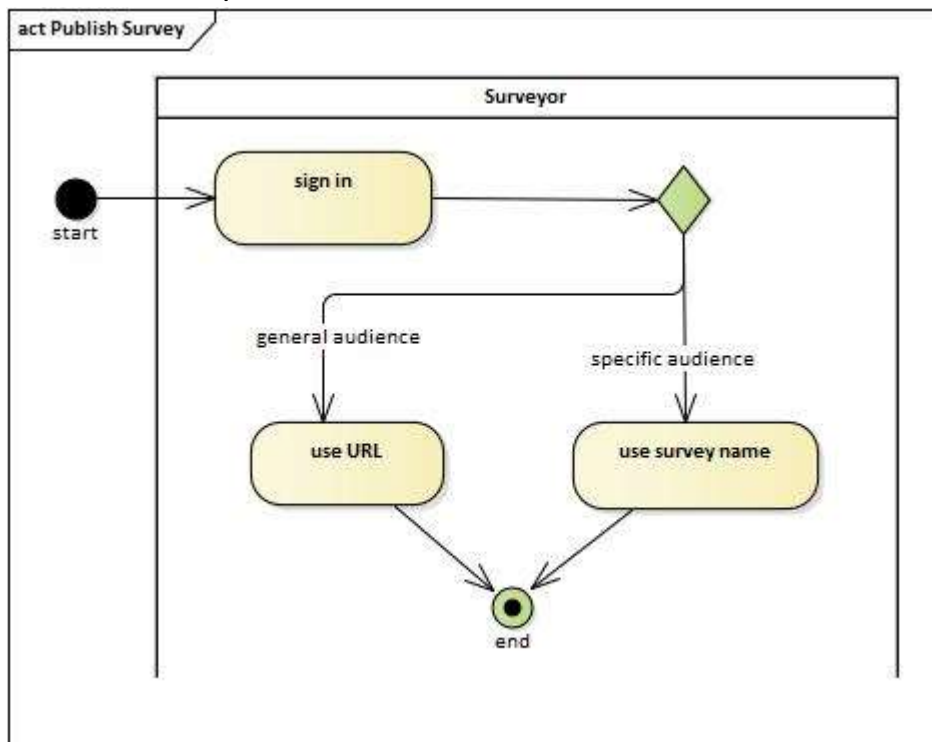 act Publish Survey
Surveyor
sign in
start
general audience
specific audience
use URL
use survey name
end